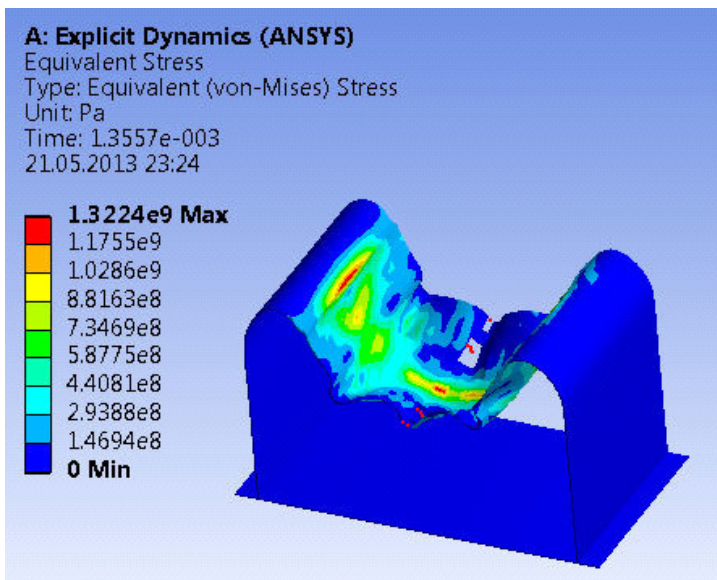 A: Explicit Dynamics (ANSYS)
Equivalent Stress
Type: Equivalent (von-Mises) Stress
Unit: Pa
Time: 1.3557e-003
21.05.2013 23:24
1.3224e9 Max
1.1755e9
1.0286e9
8.8163e8
7.3469e8
5.8775e8
4.4081e8
2.9388e8
1.4694e8
0 Min